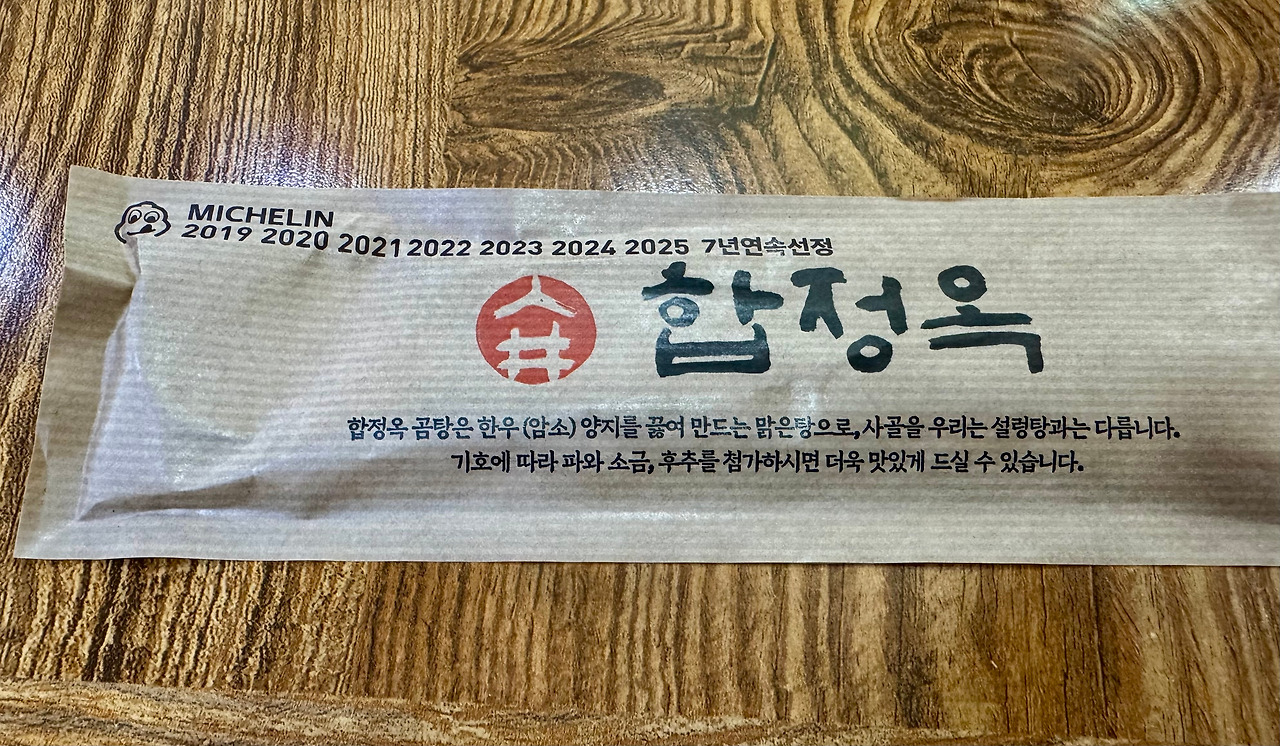 MICHELIN
2019 2020 2021 2022 2023 2024 2025 7년연속선정
합정옥
합정옥 곰탕은 한우 (암소) 양지를 끓여 만드는 맑은탕으로, 사골을 우리는 설렁탕과는 다릅니다.
기호에 따라 파와 소금, 후추를 첨가하시면 더욱 맛있게 드실 수 있습니다.